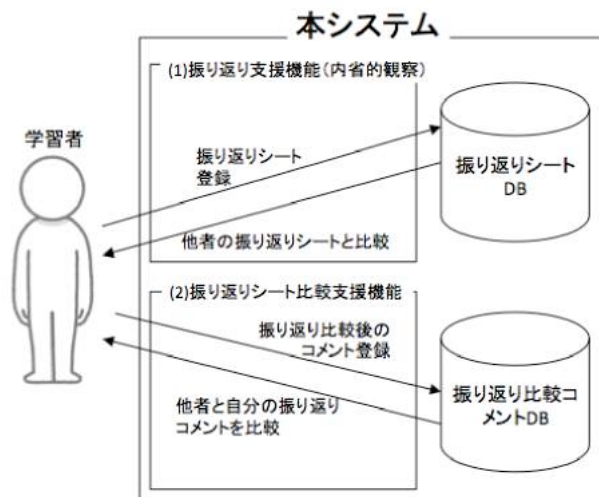 本システム
(1)振り返り支援機能(内省的観察)
学習者
振り返りシート
登録
振り返りシート
DB
他者の振り返りシートと比較
(2)振り返りシート比較支援機能
振り返り比較後の
コメント登録
振り返り比較コ
メントDB
他者と自分の振り返り
コメントを比較